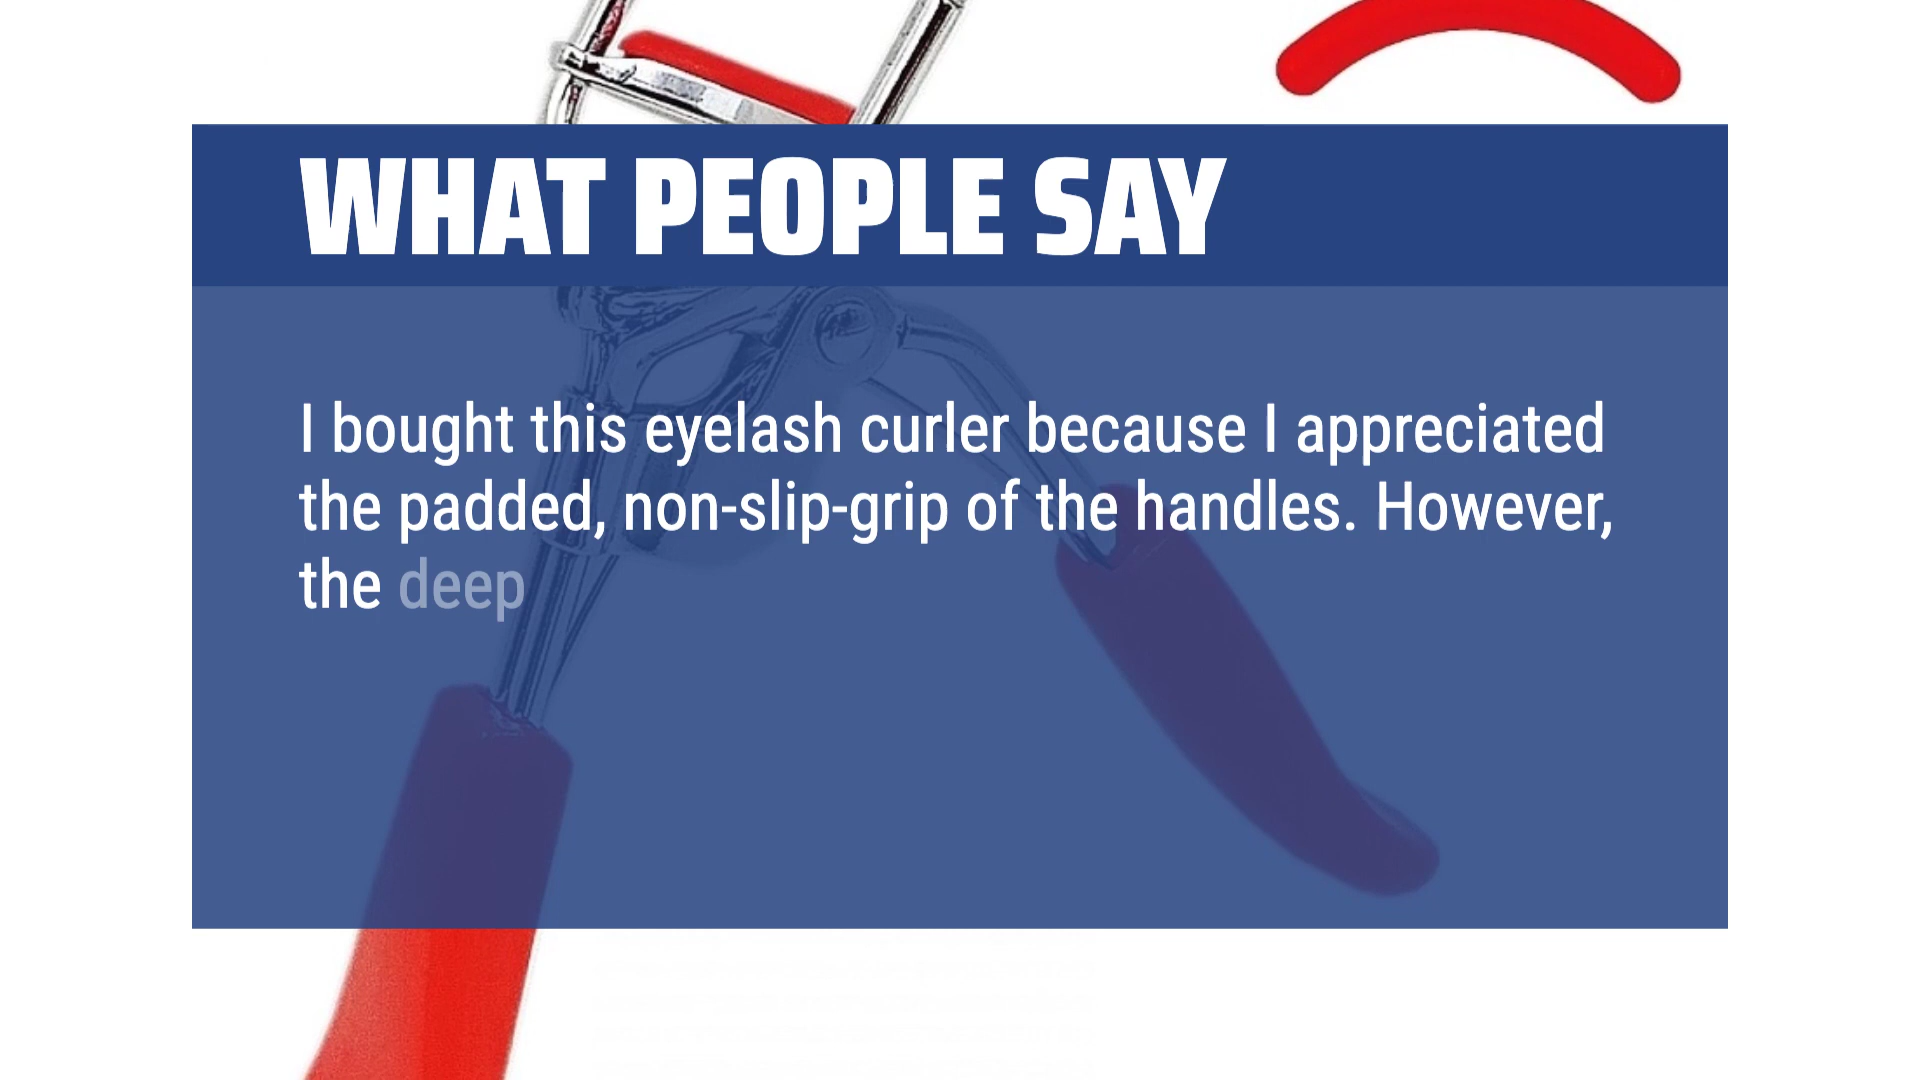 WHAT PEOPLE SAY
I bought this eyelash curler because I appreciated
the padded, non-slip-grip of the handles. However,
the deep